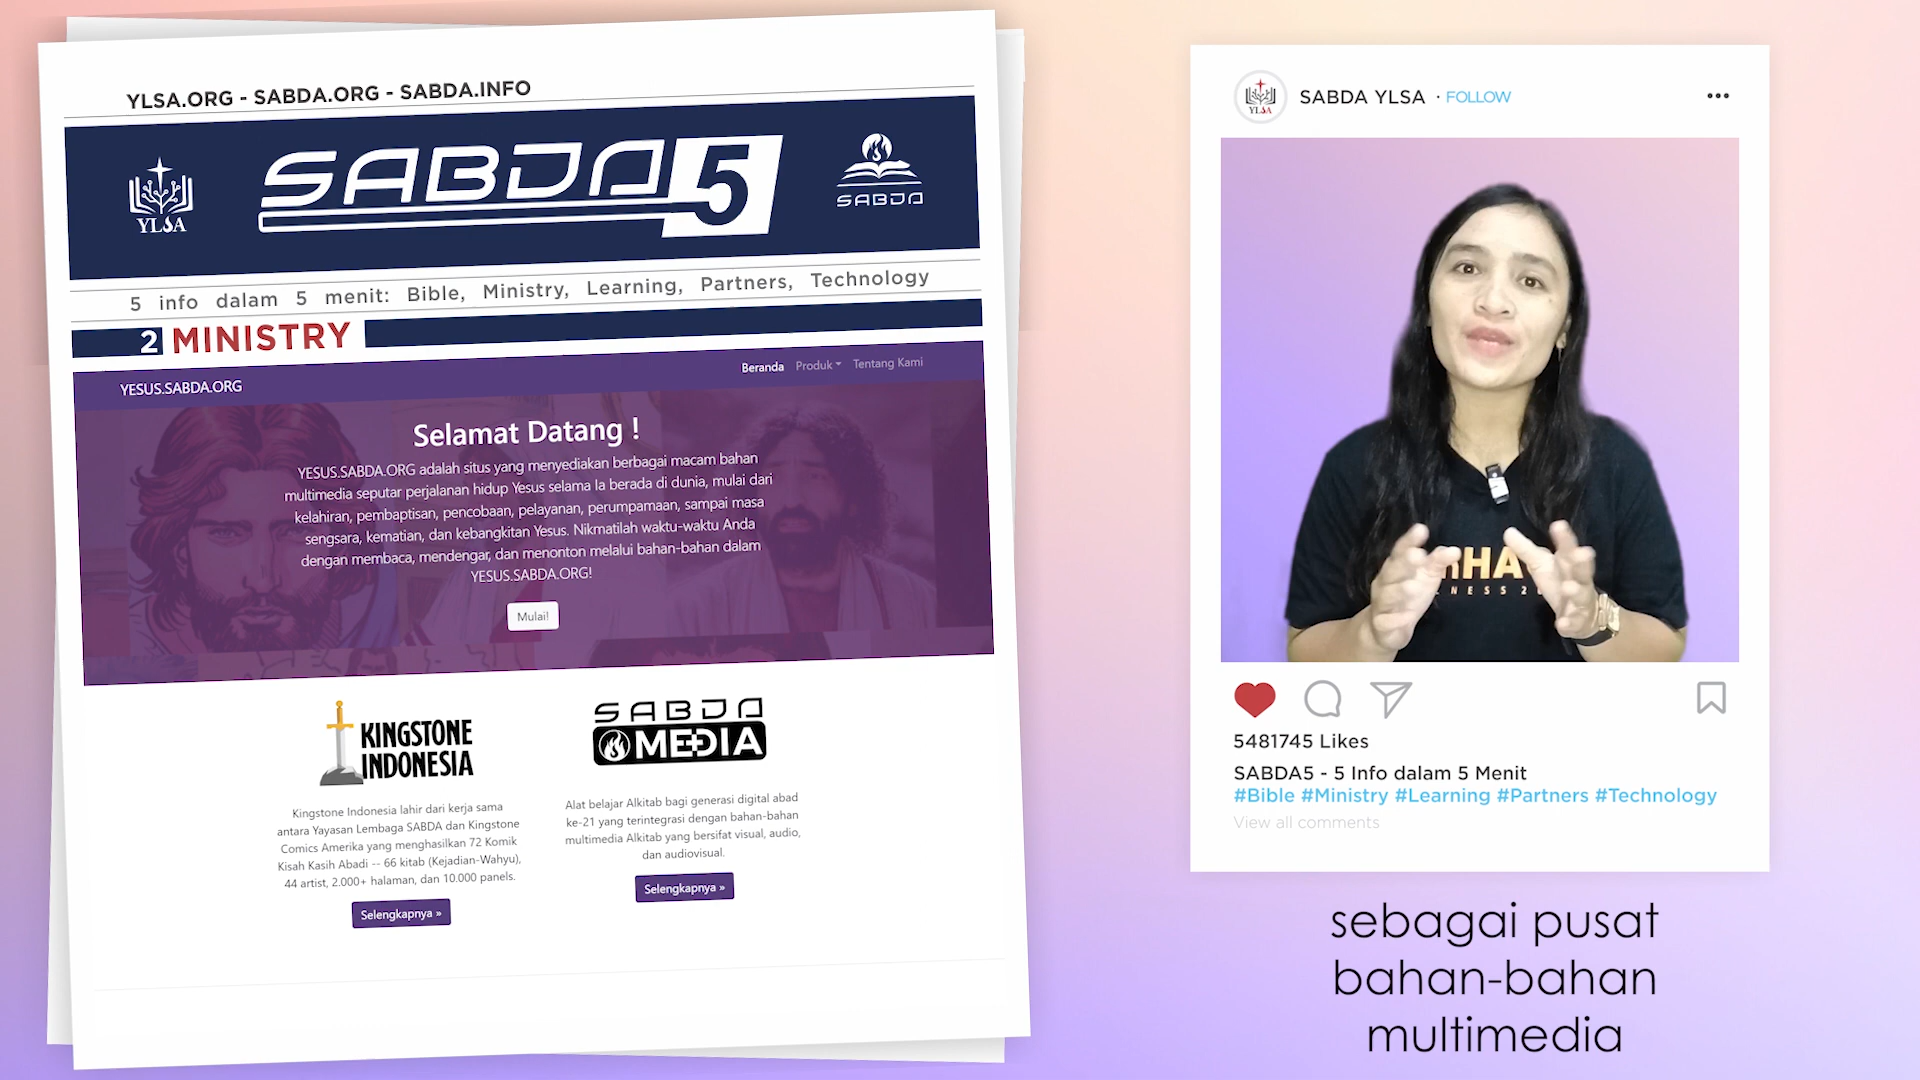 YLSA.ORG - SABDA.ORG - SABDA.INFO
YLSA
SABDA 5
SABDA
5 info dalam 5 menit: Bible, Ministry, Learning, Partners, Technology
2 MINISTRY
YESUS.SABDA.ORG
Beranda Produk Tentang Kami
Selamat Datang !
YESUS.SABDA.ORG adalah situs yang menyediakan berbagai macam bahan
multimedia seputar perjalanan hidup Yesus selama Ia berada di dunia, mulai dari
kelahiran, pembaptisan, pencobaan, pelayanan, perumpamaan, sampai masa
sengsara, kematian, dan kebangkitan Yesus. Nikmatilah waktu-waktu Anda
dengan membaca, mendengar, dan menonton melalui bahan-bahan dalam
YESUS.SABDA.ORG!
Mulai!
KINGSTONE
INDONESIA
Kingstone Indonesia lahir dari kerja sama
antara Yayasan Lembaga SABDA dan Kingstone
Comics Amerika yang menghasilkan 72 Komik
Kisah Kasih Abadi -- 66 kitab (Kejadian-Wahyu),
44 artist, 2.000+ halaman, dan 10.000 panels.
Selengkapnya »
SABDA
MEDIA
Alat belajar Alkitab bagi generasi digital abad
ke-21 yang terintegrasi dengan bahan-bahan
multimedia Alkitab yang bersifat visual, audio,
dan audiovisual.
Selengkapnya »
YLSA
SABDA YLSA · FOLLOW
5481745 Likes
SABDA5 - 5 Info dalam 5 Menit
#Bible #Ministry #Learning #Partners #Technology
View all comments
sebagai pusat
bahan-bahan
multimedia